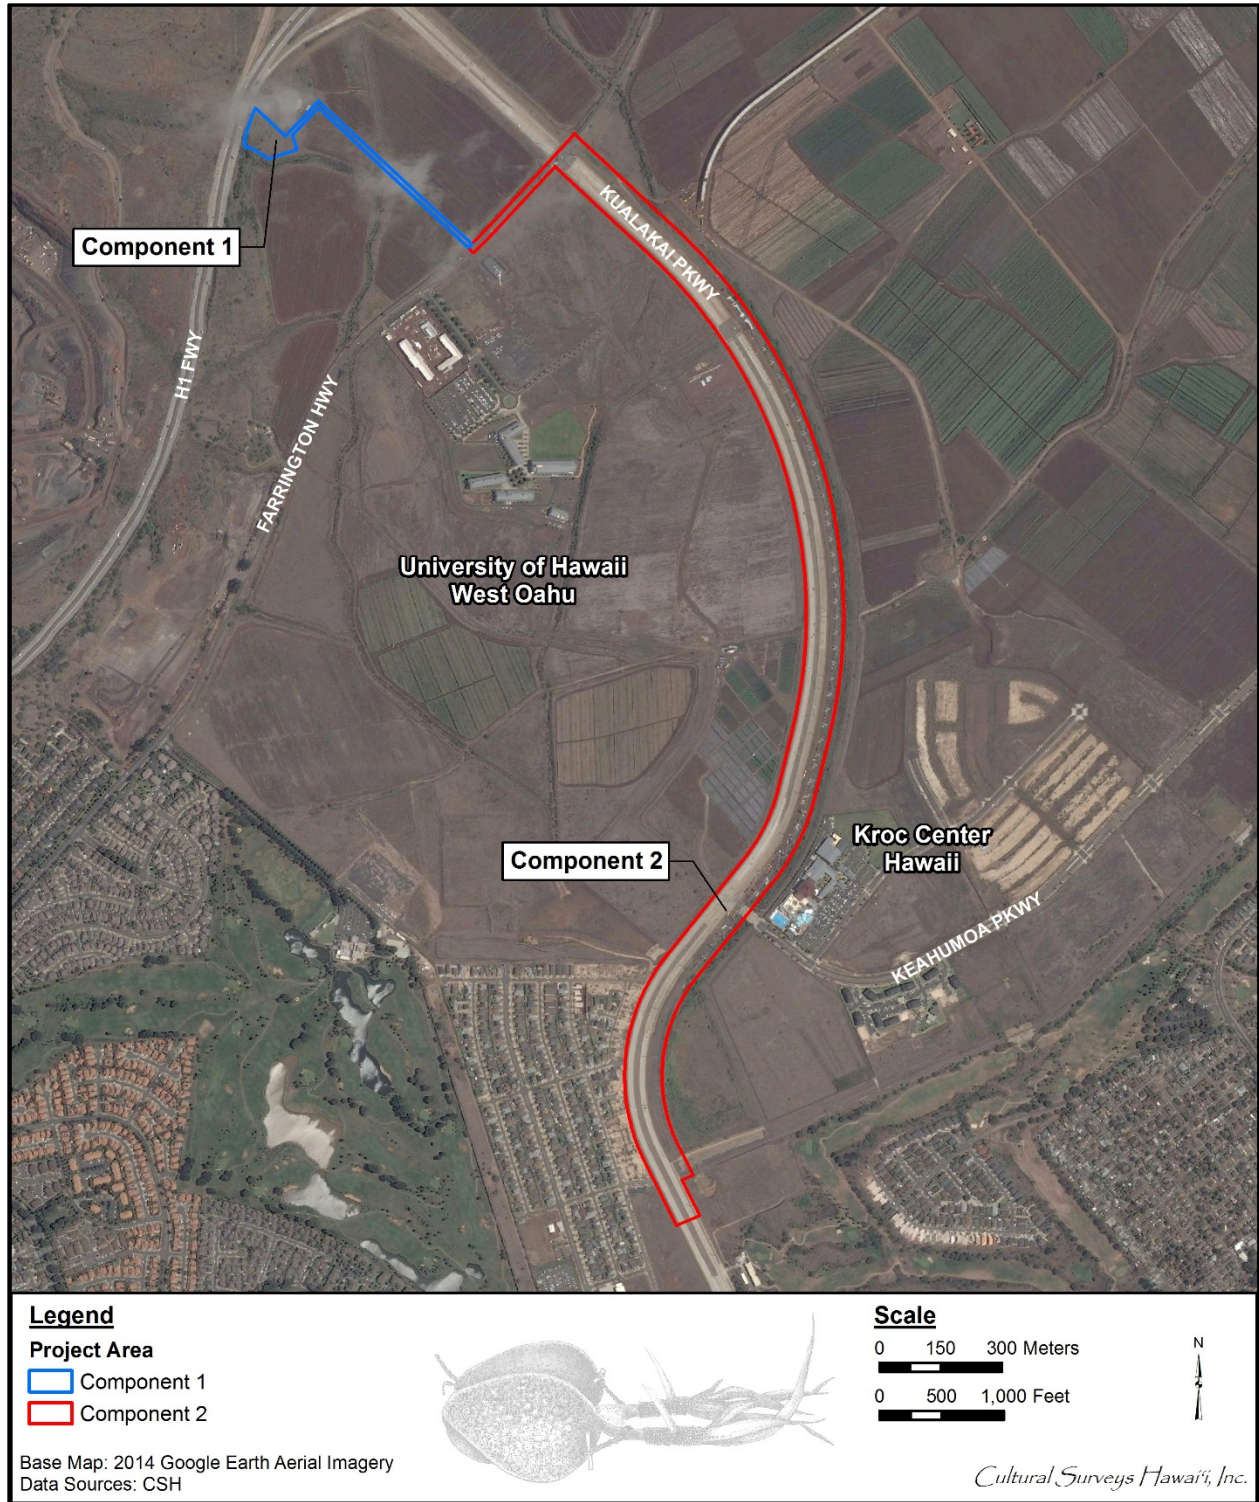 Component 1
H1 FWY
FARRINGTON HWY
KUALAKAI PKWY
University of Hawaii
West Oahu
Component 2
Kroc Center
Hawaii
KEAHUMOA PKWY
Legend
Project Area
Component 1
Component 2
Base Map: 2014 Google Earth Aerial Imagery
Data Sources: CSH
Scale
0 150 300 Meters
0 500 1,000 Feet
N
Cultural Surveys Hawaiʻi, Inc.